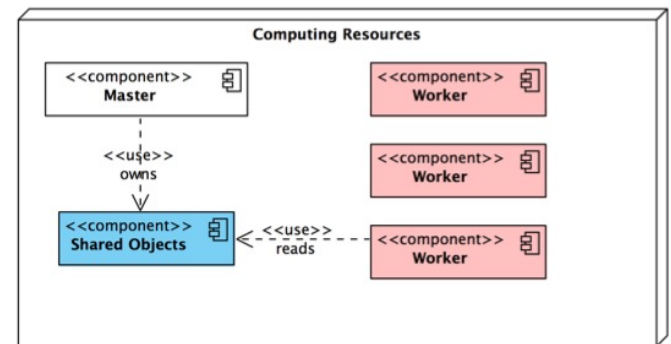 Computing Resources
<<component>>
Master
<<component>>
Worker
<<use>>
owns
<<component>>
Worker
<<component>>
Shared Objects
<<use>>
reads
<<component>>
Worker